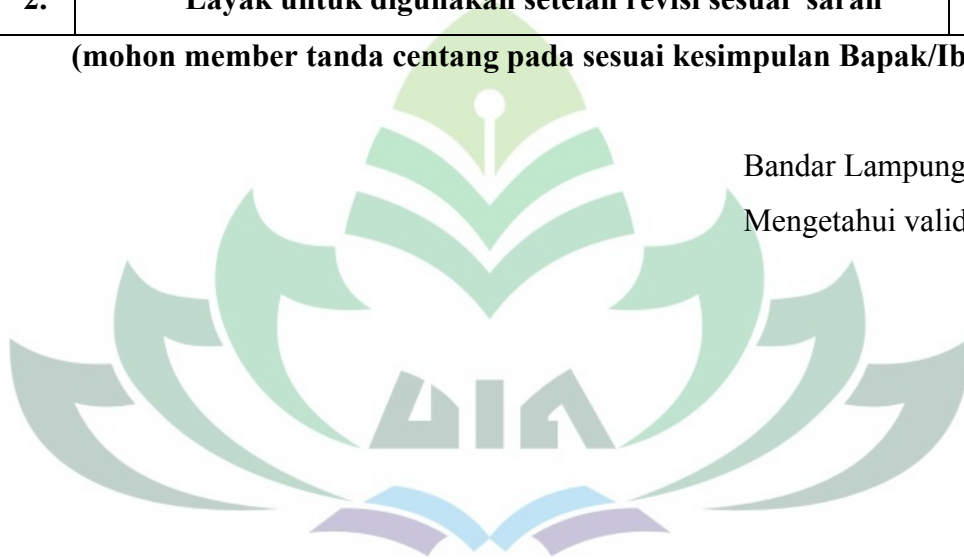 2. Layak untuk digunakan setelah revisi sesuai saran
(mohon member tanda centang pada sesuai kesimpulan Bapak/Ib
Bandar Lampung
Mengetahui valid
UIN